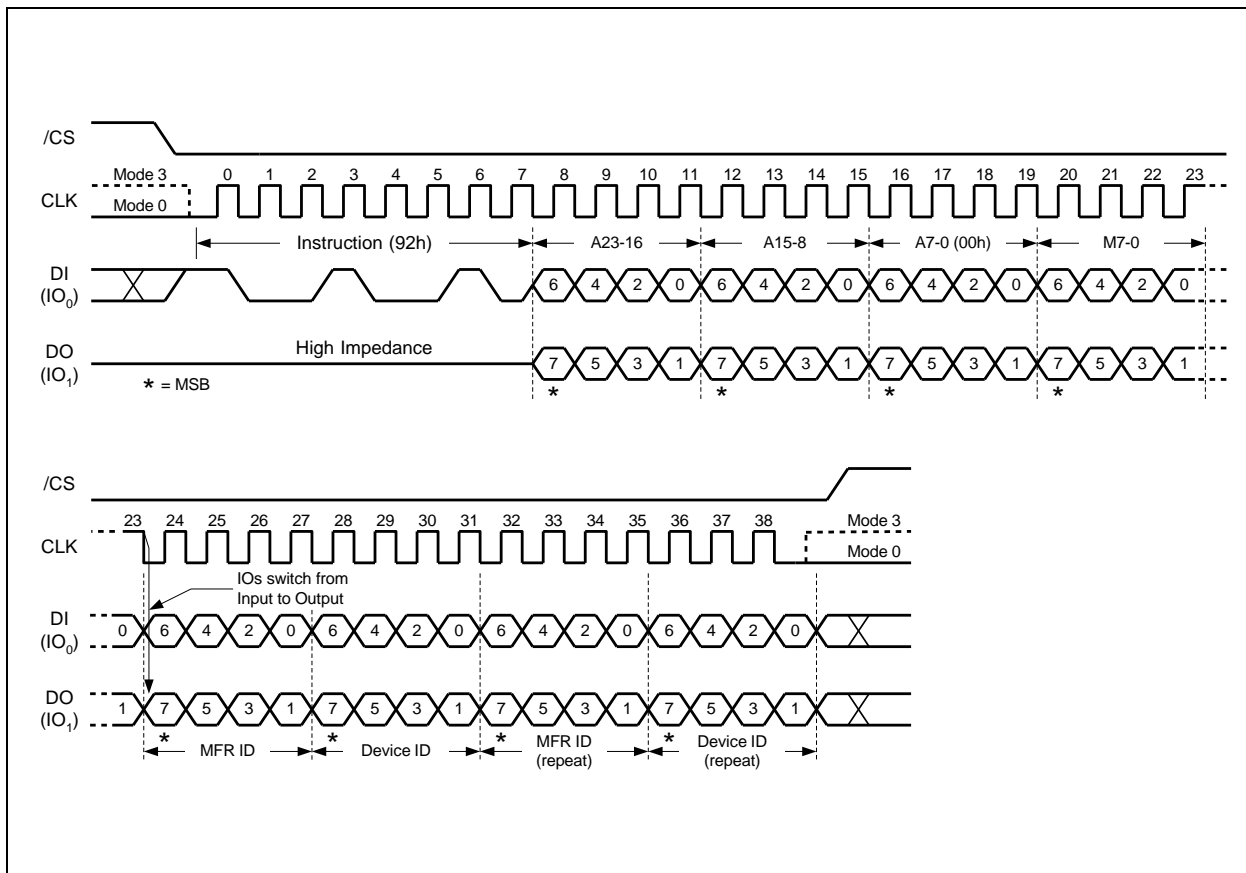 /CS
Mode 3 0 1 2 3 4 5 6 7 8 9 10 11 12 13 14 15 16 17 18 19 20 21 22 23
CLK
Mode 0
Instruction (92h) A23-16 A15-8 A7-0 (00h) M7-0
DI
(IO0)
6 4 2 0 6 4 2 0 6 4 2 0 6 4 2 0
DO
(IO1)
High Impedance
7 5 3 1 7 5 3 1 7 5 3 1 7 5 3 1
* * * *
* = MSB
/CS
23 24 25 26 27 28 29 30 31 32 33 34 35 36 37 38 Mode 3
CLK
Mode 0
IOs switch from
Input to Output
DI
(IO0)
0 6 4 2 0 6 4 2 0 6 4 2 0 6 4 2 0
DO
(IO1)
1 7 5 3 1 7 5 3 1 7 5 3 1 7 5 3 1
* * * *
MFR ID Device ID MFR ID Device ID
(repeat) (repeat)